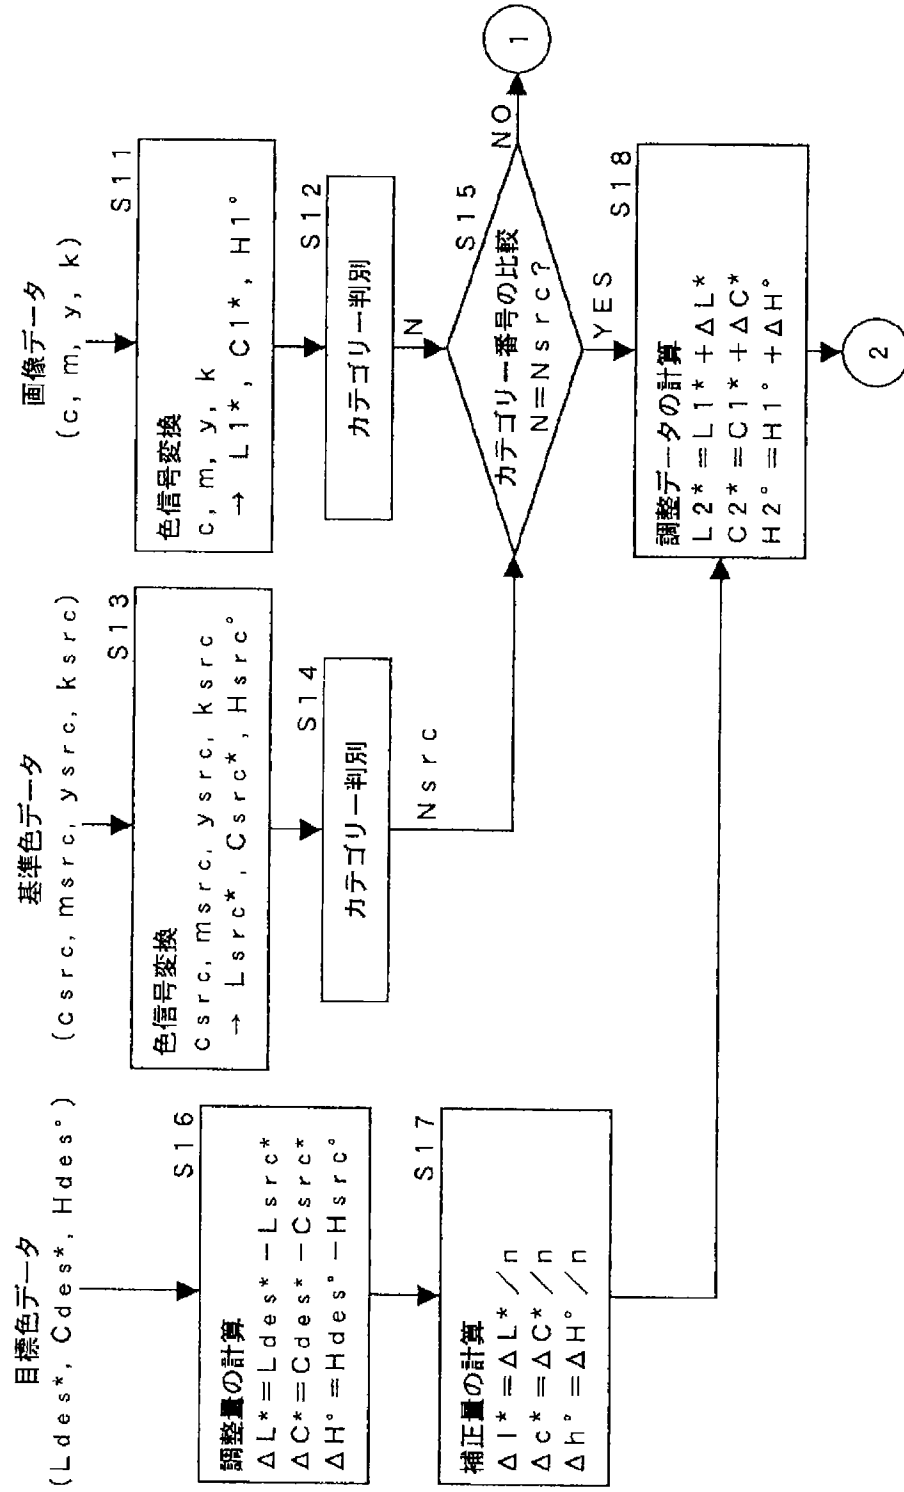 目標色データ
(Ldes*, Cdes*, Hdes°)
S16
調整量の計算
ΔL*=Ldes*-Lsrc*
ΔC*=Cdes*-Csrc*
ΔH°=Hdes°-Hsrc°
S17
補正量の計算
Δl*=ΔL*/n
Δc*=ΔC*/n
Δh°=ΔH°/n
基準色データ
(csrc, msrc, ysrc, ksrc)
S13
色信号変換
csrc, msrc, ysrc, ksrc
→ Lsrc*, Csrc*, Hsrc°
S14
カテゴリー判別
Nsrc
画像データ
(c, m, y, k)
S11
色信号変換
c, m, y, k
→ L1*, C1*, H1°
S12
カテゴリー判別
N
S15
カテゴリー番号の比較
N=Nsrc?
NO
1
YES
S18
調整データの計算
L2*=L1*+ΔL*
C2*=C1*+ΔC*
H2°=H1°+ΔH°
2